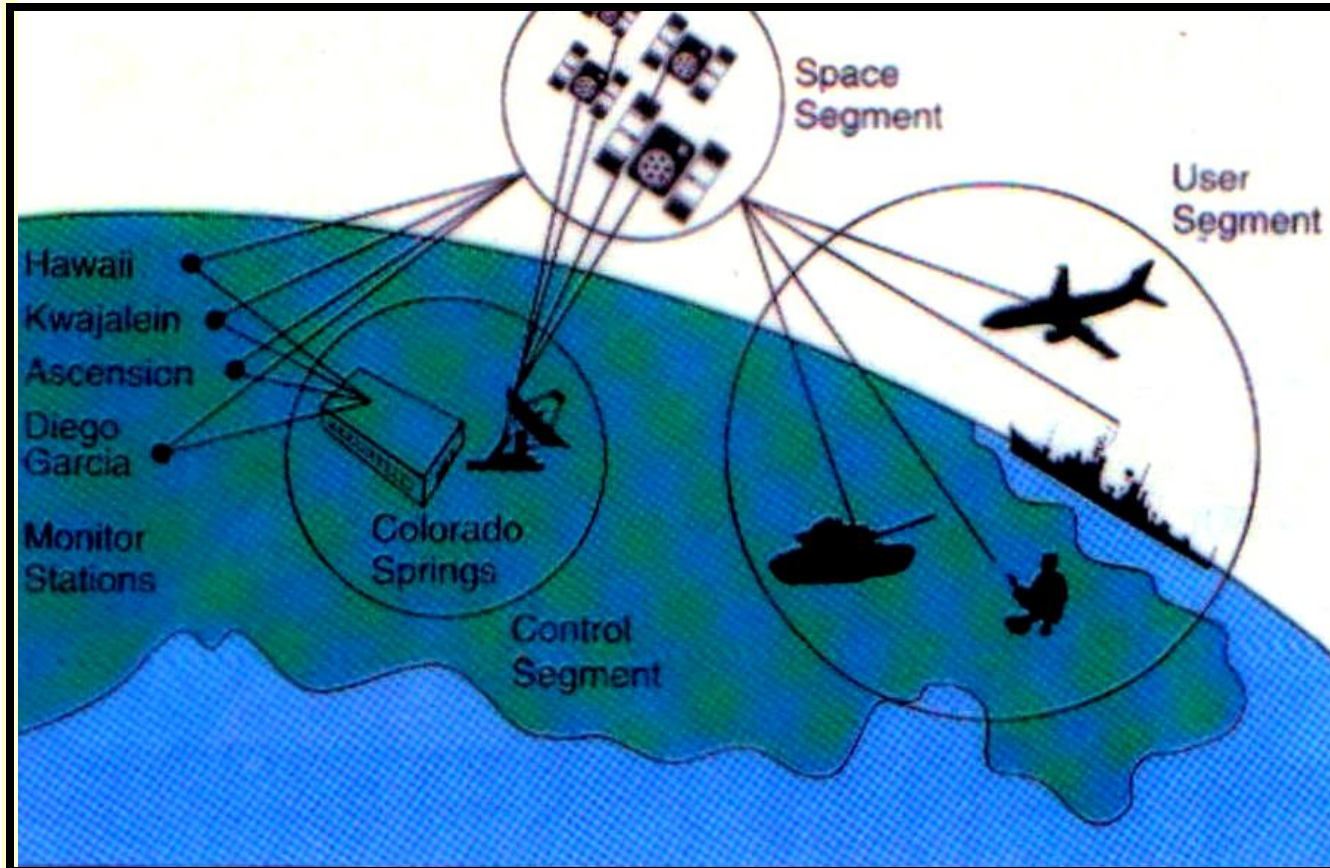 Space
Segment
User
Segment
Hawaii
Kwajalein
Ascension
Diego
Garcia
Monitor
Stations
Colorado
Springs
Control
Segment